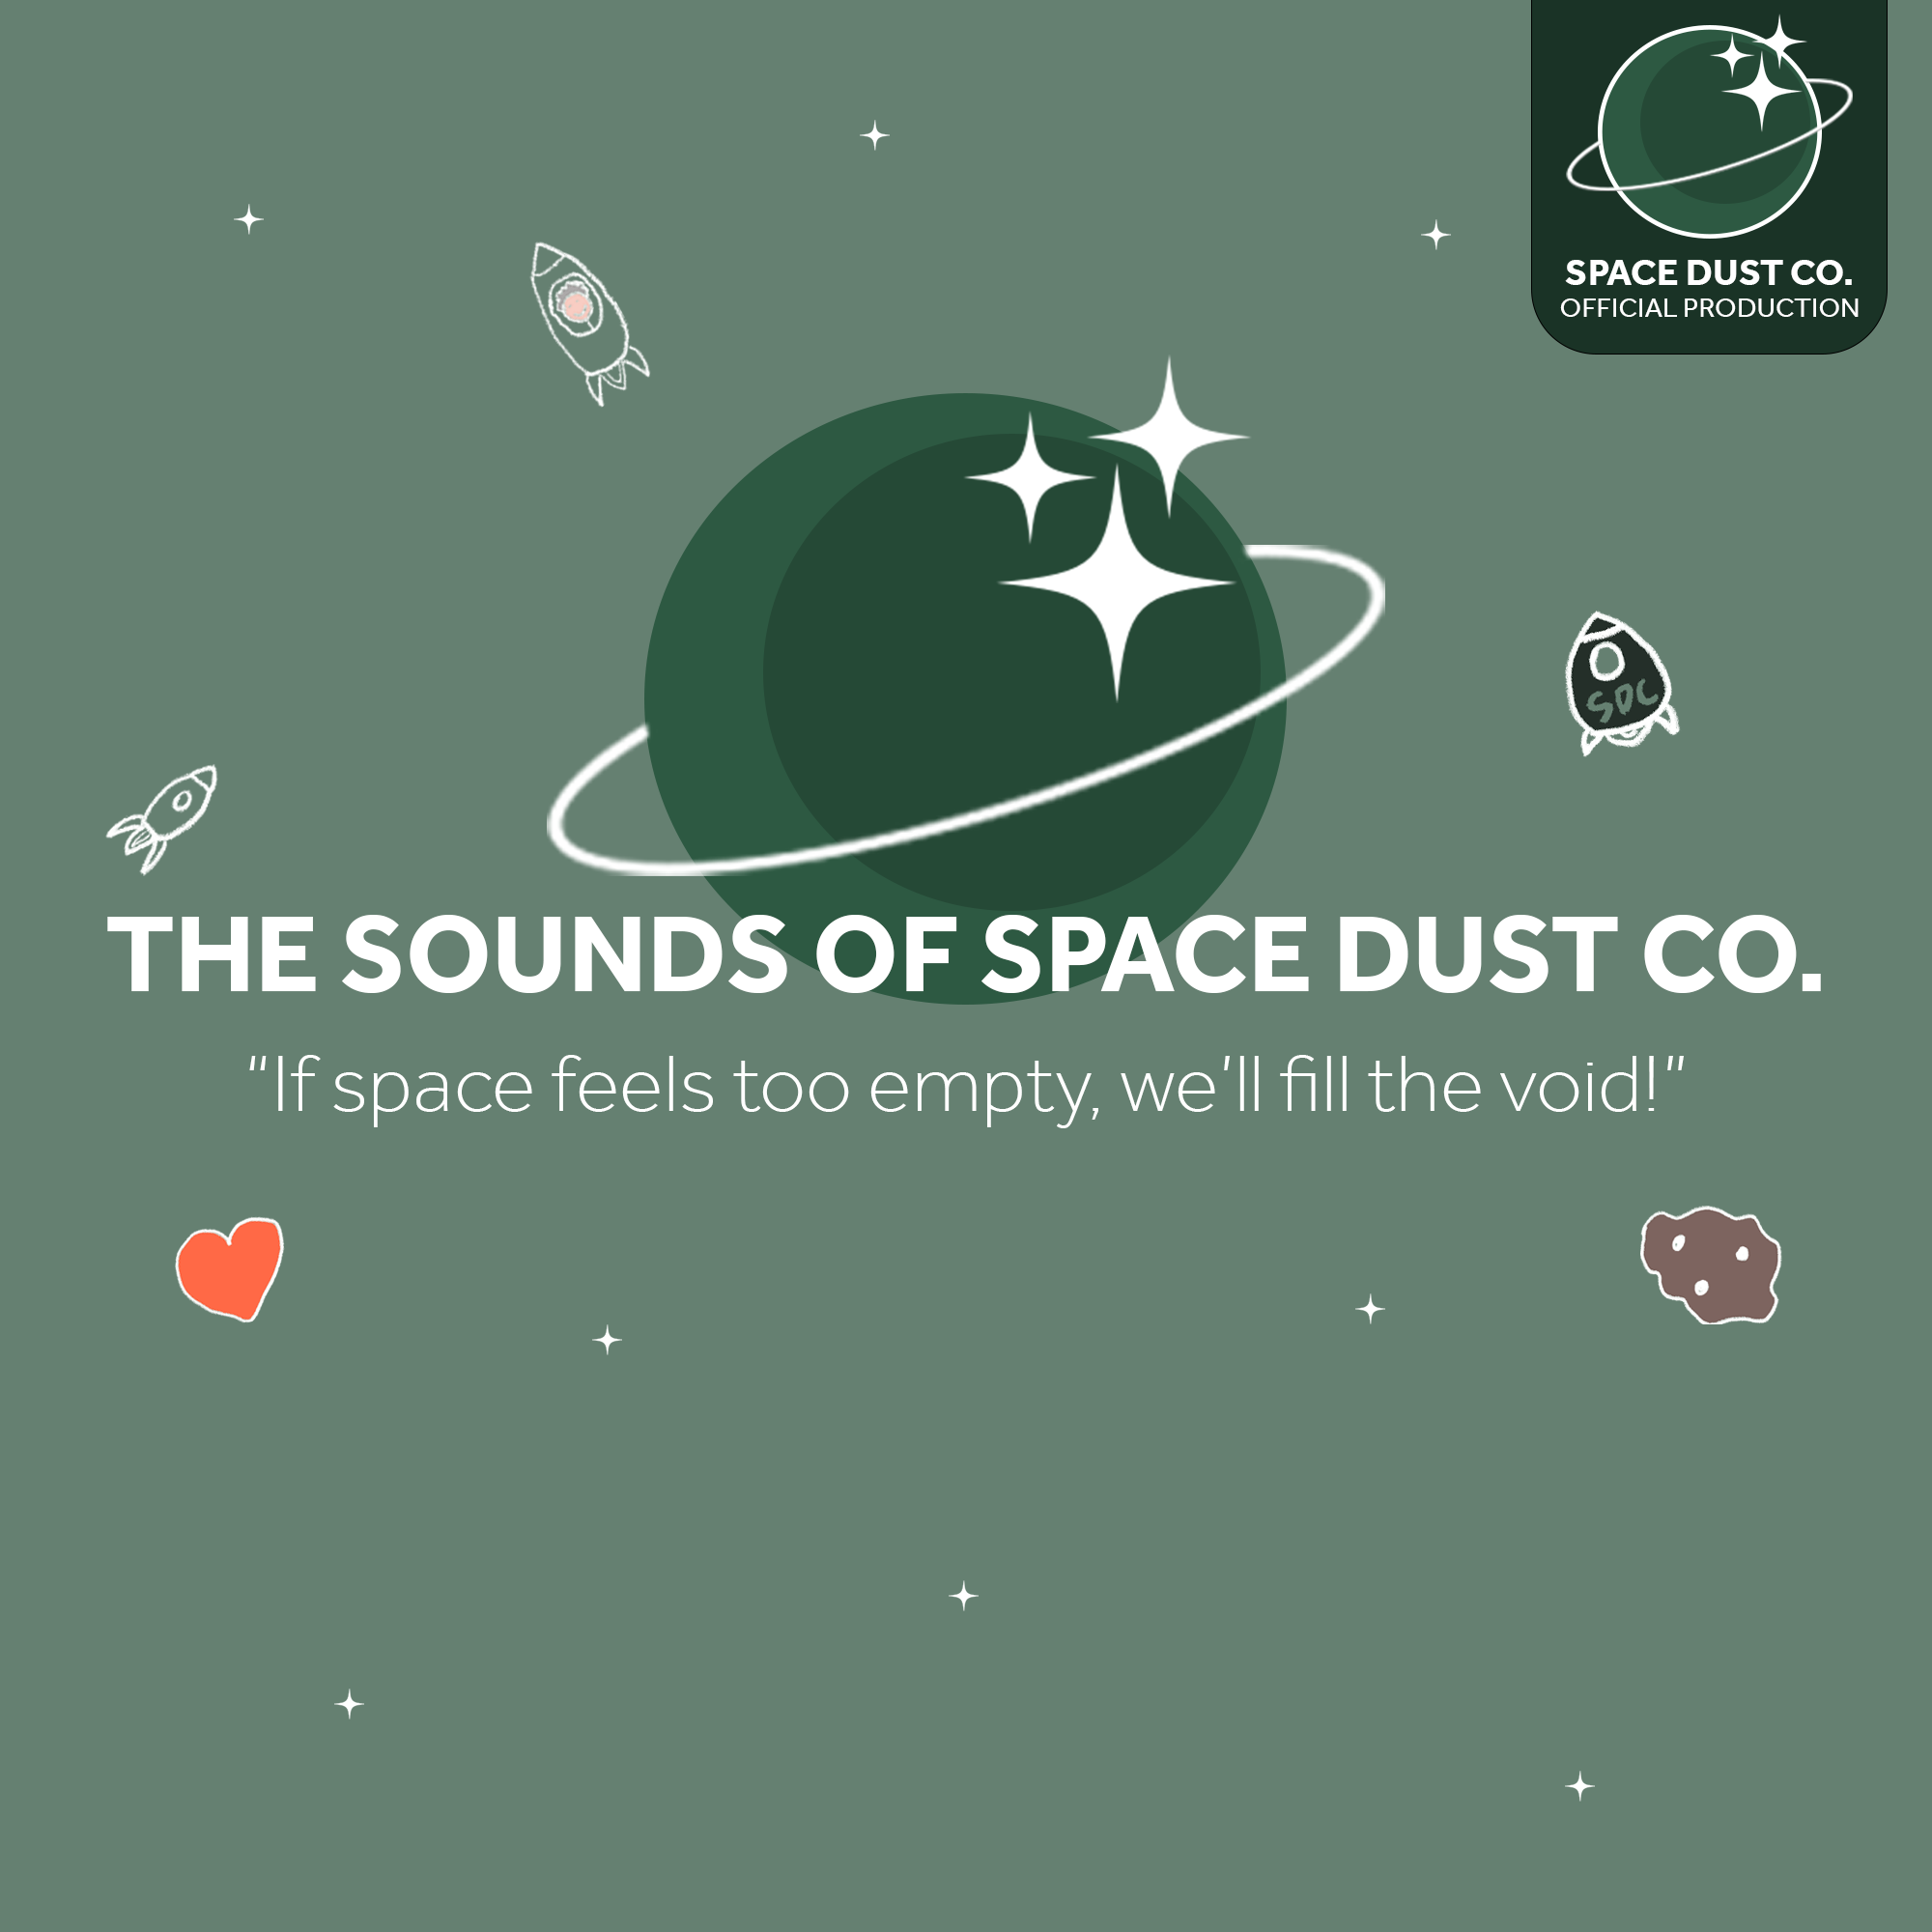 SPACE DUST CO.
OFFICIAL PRODUCTION
SDC
THE SOUNDS OF SPACE DUST CO.
“If space feels too empty, we'll fill the void!”